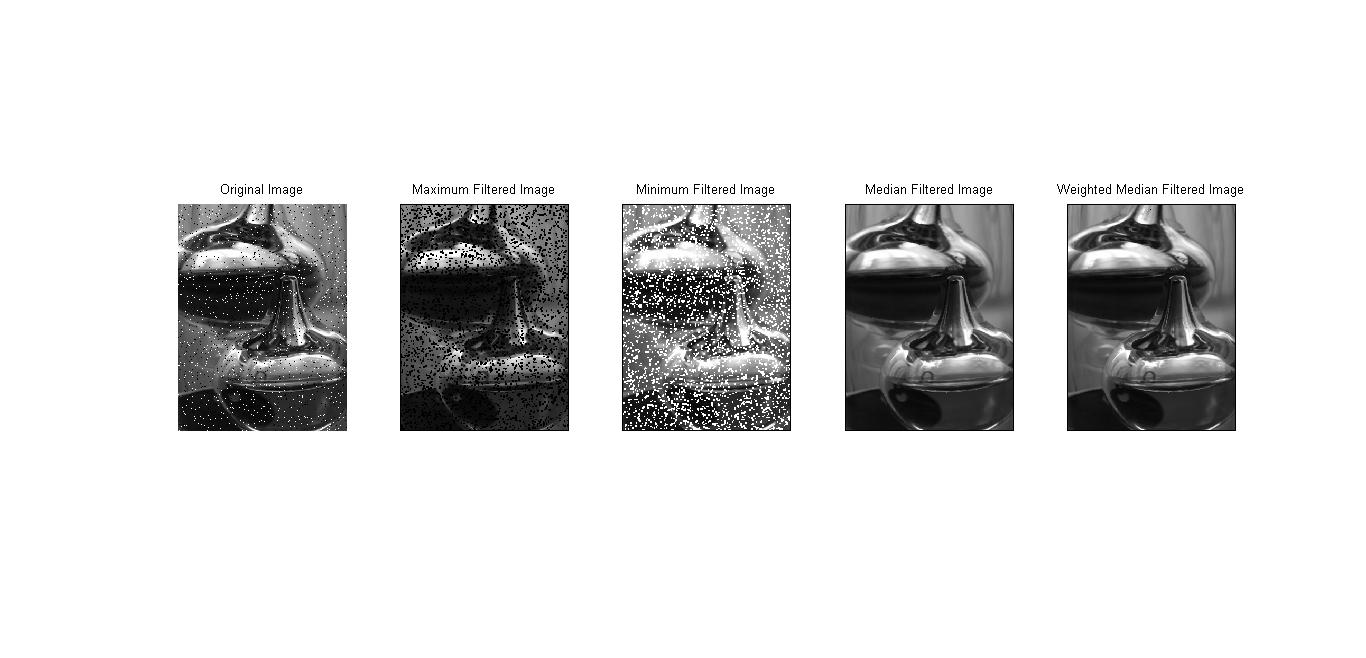 Original Image
Maximum Filtered Image
Minimum Filtered Image
Median Filtered Image
Weighted Median Filtered Image